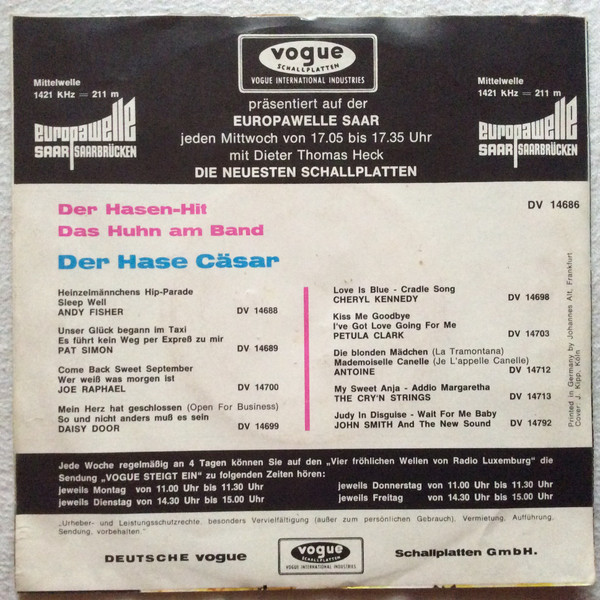 vogue
SCHALLPLATTEN
VOGUE INTERNATIONAL INDUSTRIES
Mittelwelle
1421 KHz = 211 m
europawelle
SAAR SAARBRÜCKEN
präsentiert auf der
EUROPAWELLE SAAR
jeden Mittwoch von 17.05 bis 17.35 Uhr
mit Dieter Thomas Heck
DIE NEUESTEN SCHALLPLATTEN
Mittelwelle
1421 KHz = 211 m
europawelle
SAAR SAARBRÜCKEN
Der Hasen-Hit
Das Huhn am Band
Der Hase Cäsar
DV 14686
Heinzelmännchens Hip-Parade
Sleep Well
ANDY FISHER DV 14688
Unser Glück begann im Taxi
Es führt kein Weg per Expreß zu mir
PAT SIMON DV 14689
Come Back Sweet September
Wer weiß was morgen ist
JOE RAPHAEL DV 14700
Mein Herz hat geschlossen (Open For Business)
So und nicht anders muß es sein
DAISY DOOR DV 14699
Love Is Blue - Cradle Song
CHERYL KENNEDY DV 14698
Kiss Me Goodbye
I've Got Love Going For Me
PETULA CLARK DV 14703
Die blonden Mädchen (La Tramontana)
Mademoiselle Canelle (Je L'appelle Canelle)
ANTOINE DV 14712
My Sweet Anja - Addio Margaretha
THE CRY'N STRINGS DV 14713
Judy In Disguise - Wait For Me Baby
JOHN SMITH And The New Sound DV 14792
Printed in Germany by Johannes Alt, Frankfurt
Cover: J. Kipp, Köln
Jede Woche regelmäßig an 4 Tagen können Sie auf den „Vier fröhlichen Wellen von Radio Luxemburg" die
Sendung „VOGUE STEIGT EIN" zu folgenden Zeiten hören:
jeweils Montag von 11.00 Uhr bis 11.30 Uhr
jeweils Dienstag von 14.30 Uhr bis 15.00 Uhr
jeweils Donnerstag von 11.00 Uhr bis 11.30 Uhr
jeweils Freitag von 14.30 Uhr bis 15.00 Uhr
„Urheber- und Leistungsschutzrechte, besonders Vervielfältigung (außer zum persönlichen Gebrauch), Vermietung, Aufführung,
Sendung, vorbehalten."
DEUTSCHE vogue
vogue
SCHALLPLATTEN
VOGUE INTERNATIONAL INDUSTRIES
Schallplatten GmbH.